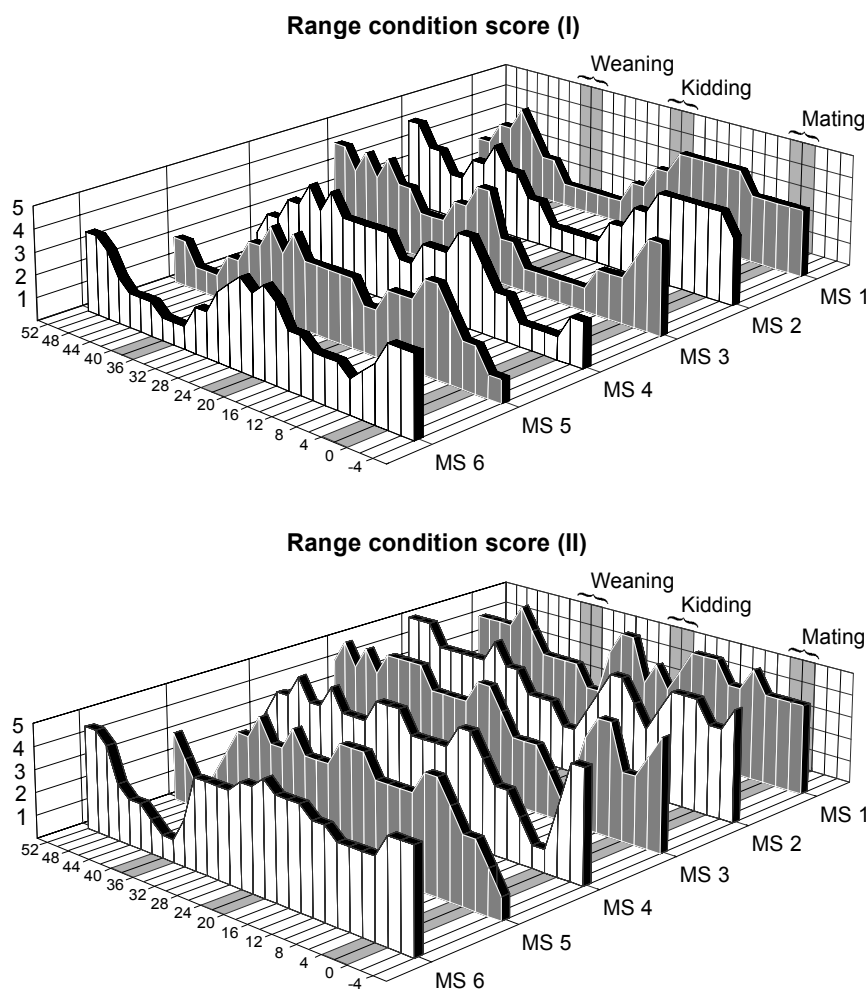 Range condition score (I)
Weaning
Kidding
Mating
5
4
3
2
1
52
48
44
40
36
32
28
24
20
16
12
8
4
0
-4
MS 1
MS 2
MS 3
MS 4
MS 5
MS 6
Range condition score (II)
Weaning
Kidding
Mating
5
4
3
2
1
52
48
44
40
36
32
28
24
20
16
12
8
4
0
-4
MS 1
MS 2
MS 3
MS 4
MS 5
MS 6